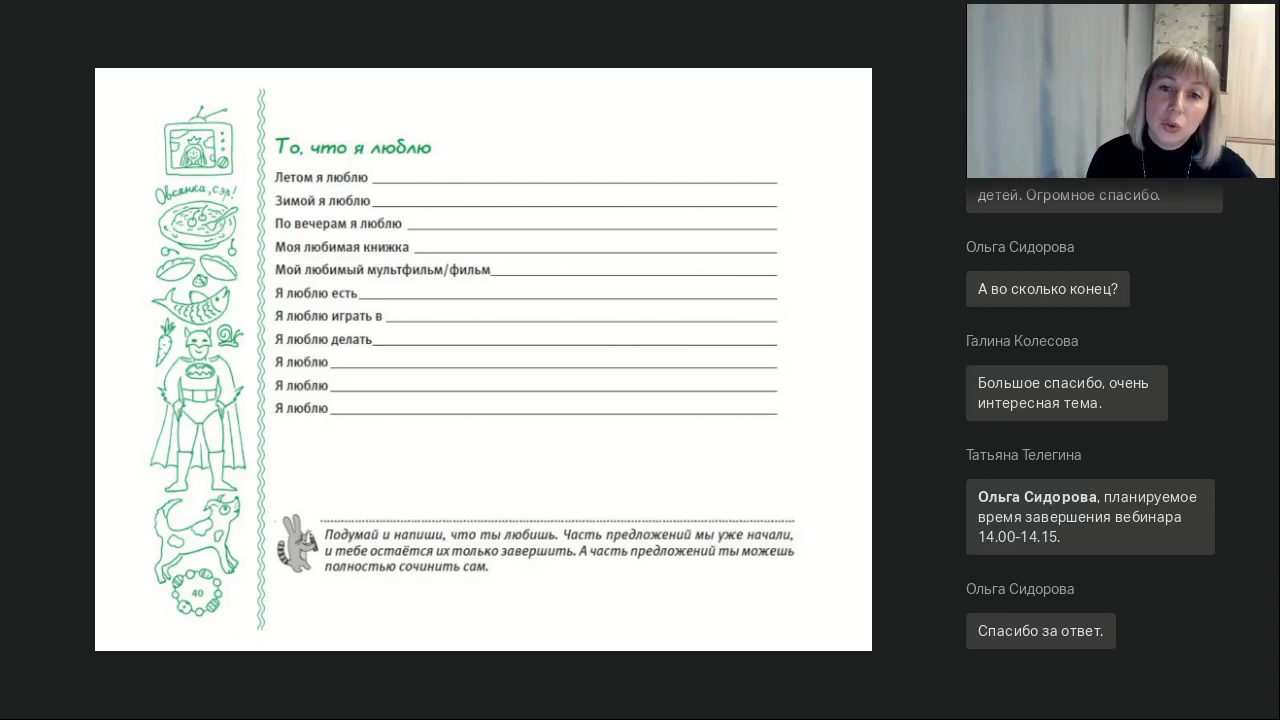 То, что я люблю
Овсянка, сэр!
Летом я люблю
Зимой я люблю
По вечерам я люблю
Моя любимая книжка
Мой любимый мультфильм/фильм
Я люблю есть
Я люблю играть в
Я люблю делать
Я люблю
Я люблю
Я люблю
Подумай и напиши, что ты любишь. Часть предложений мы уже начали,
и тебе остаётся их только завершить. А часть предложений ты можешь
полностью сочинить сам.
40
детей. Огромное спасибо.
Ольга Сидорова
А во сколько конец?
Галина Колесова
Большое спасибо, очень
интересная тема.
Татьяна Телегина
Ольга Сидорова, планируемое
время завершения вебинара
14.00-14.15.
Ольга Сидорова
Спасибо за ответ.